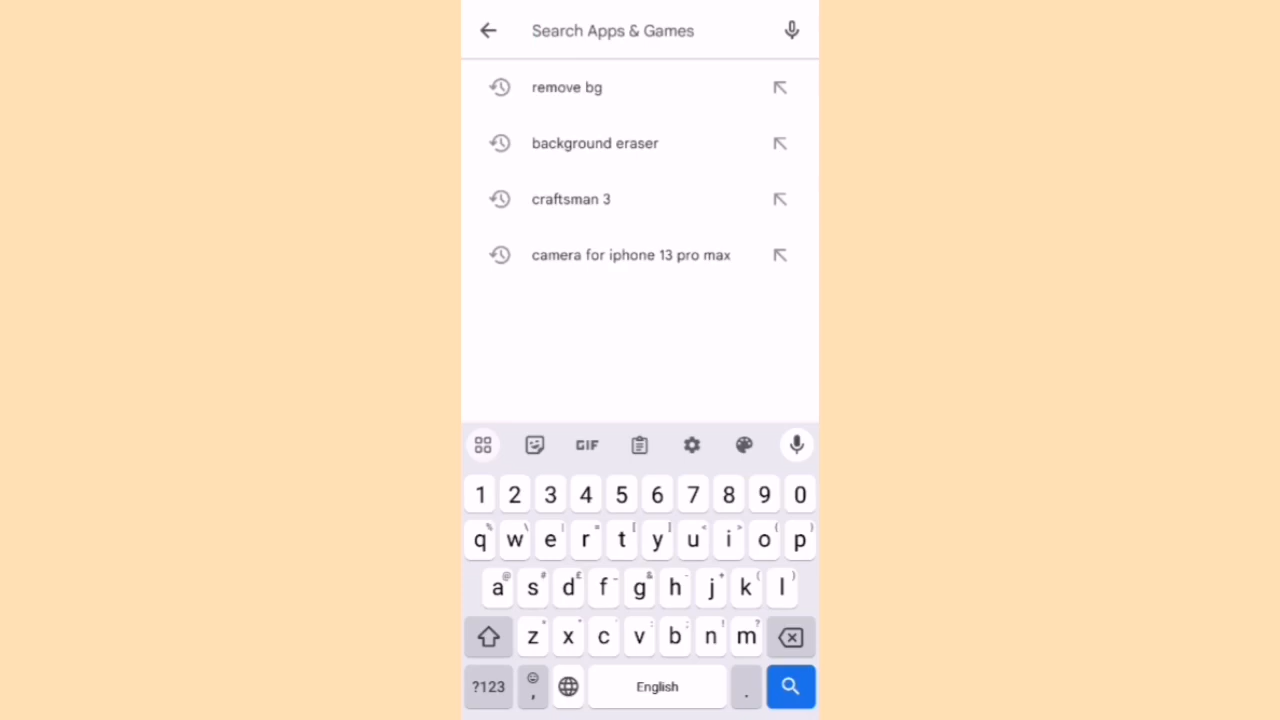 Search Apps & Games
remove bg
background eraser
craftsman 3
camera for iphone 13 pro max
GIF
1 2 3 4 5 6 7 8 9 0
q w e r t y u i o p
a s d f g h j k l
z x c v b n m
?123 , English .